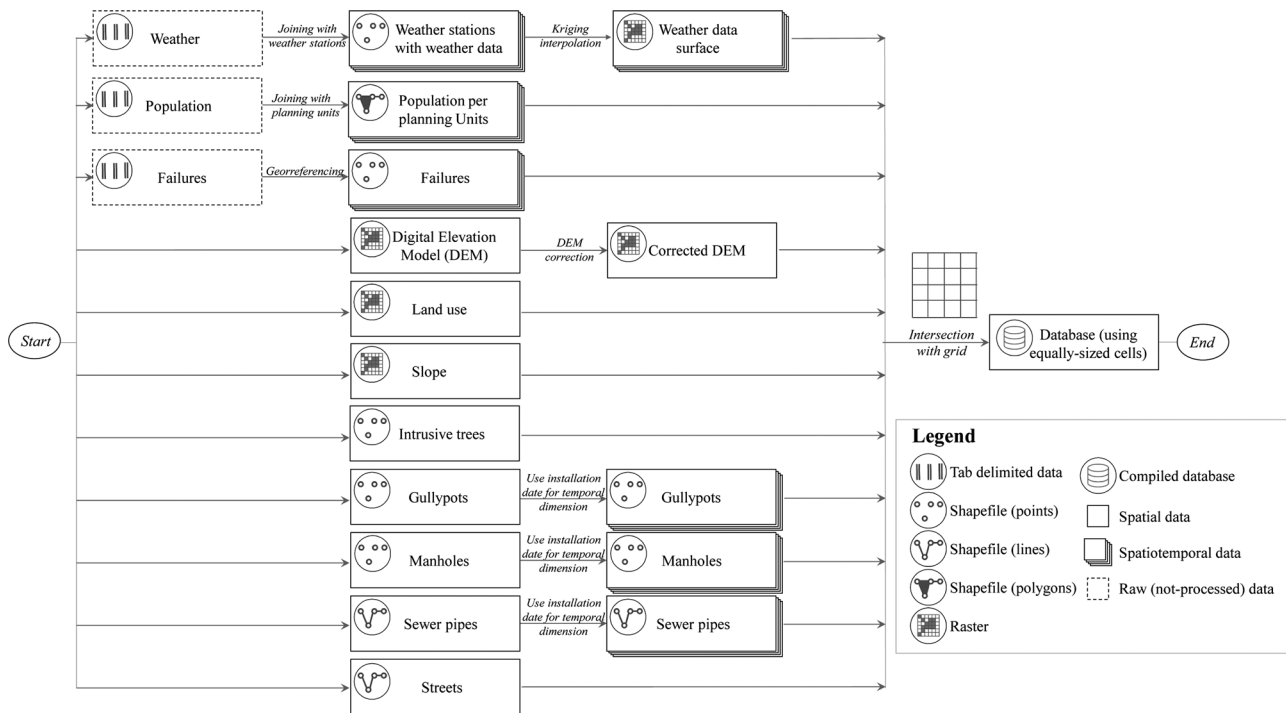 Weather
Joining with
weather stations
Weather stations
with weather data
Kriging
interpolation
Weather data
surface
Population
Joining with
planning units
Population per
planning Units
Failures
Georreferencing
Failures
Digital Elevation
Model (DEM)
DEM
correction
Corrected DEM
Land use
Start
Slope
Intersection
with grid
Database (using
equally-sized cells)
End
Intrusive trees
Gullypots
Use installation
date for temporal
dimension
Gullypots
Manholes
Use installation
date for temporal
dimension
Manholes
Sewer pipes
Use installation
date for temporal
dimension
Sewer pipes
Streets
Legend
Tab delimited data
Shapefile (points)
Shapefile (lines)
Shapefile (polygons)
Raster
Compiled database
Spatial data
Spatiotemporal data
Raw (not-processed) data